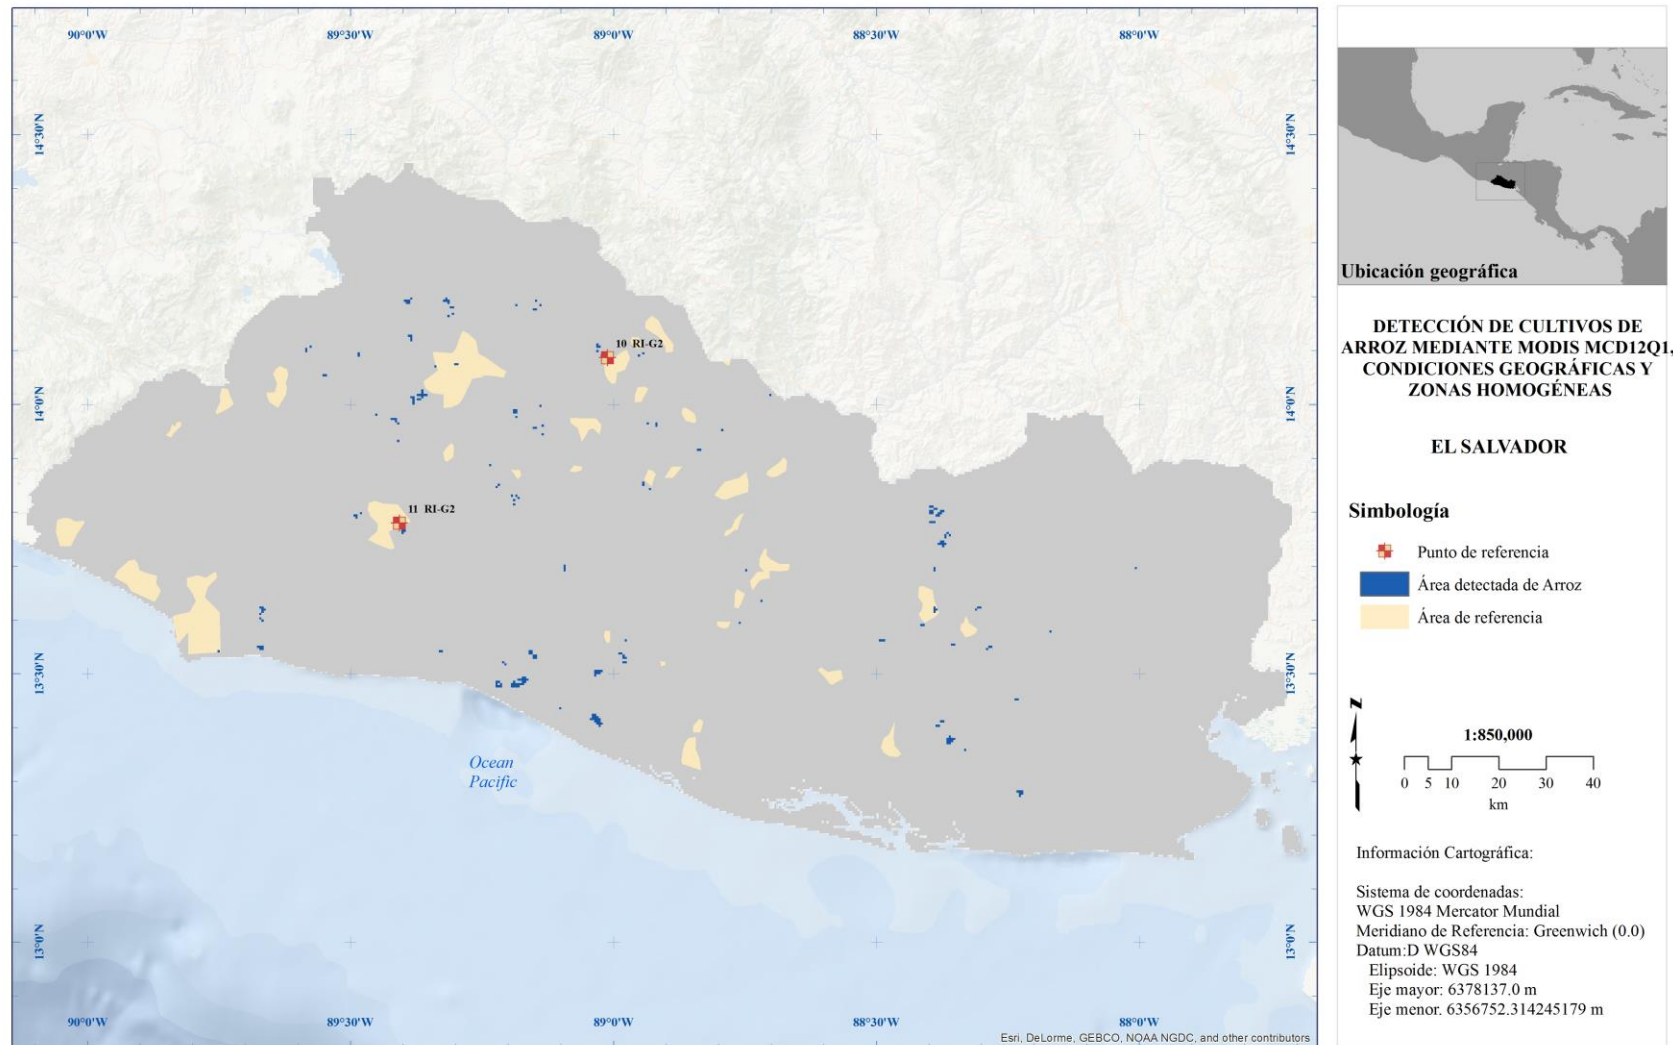 90°0'W
89°30'W
89°0'W
88°30'W
88°0'W
14°30'N
14°30'N
10 RI-G2
14°0'N
14°0'N
11 RI-G2
13°30'N
13°30'N
Ocean
Pacific
13°0'N
13°0'N
90°0'W
89°30'W
89°0'W
88°30'W
88°0'W
Esri, DeLorme, GEBCO, NOAA NGDC, and other contributors
Ubicación geográfica
DETECCIÓN DE CULTIVOS DE
ARROZ MEDIANTE MODIS MCD12Q1,
CONDICIONES GEOGRÁFICAS Y
ZONAS HOMOGÉNEAS
EL SALVADOR
Simbología
Punto de referencia
Área detectada de Arroz
Área de referencia
N
1:850,000
0 5 10 20 30 40
km
Información Cartográfica:
Sistema de coordenadas:
WGS 1984 Mercator Mundial
Meridiano de Referencia: Greenwich (0.0)
Datum:D WGS84
Elipsoide: WGS 1984
Eje mayor: 6378137.0 m
Eje menor. 6356752.314245179 m